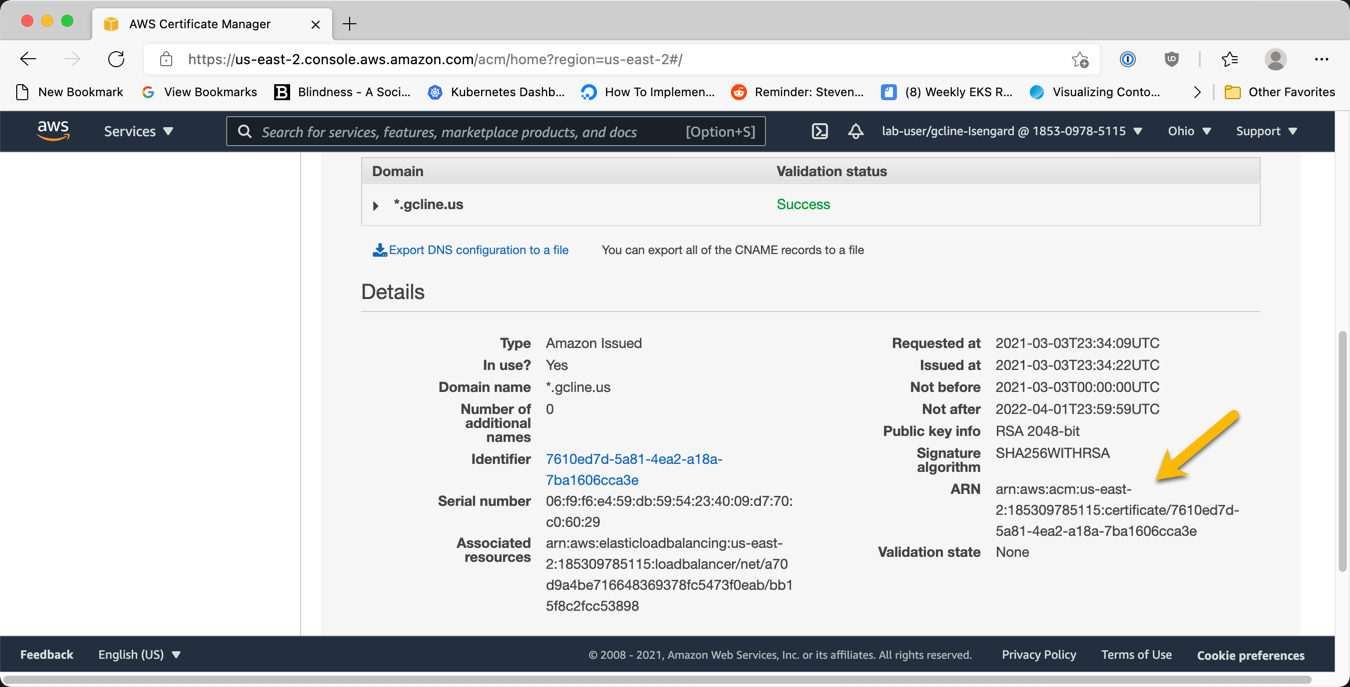 AWS Certificate Manager
https://us-east-2.console.aws.amazon.com/acm/home?region=us-east-2#/
New Bookmark View Bookmarks Blindness - A Soci... Kubernetes Dashb... How To Implemen... Reminder: Steven... (8) Weekly EKS R... Visualizing Conto... Other Favorites
aws Services Search for services, features, marketplace products, and docs [Option+S] lab-user/gcline-Isengard @ 1853-0978-5115 Ohio Support
Domain Validation status
*.gcline.us Success
Export DNS configuration to a file You can export all of the CNAME records to a file
Details
Type Amazon Issued
In use? Yes
Domain name *.gcline.us
Number of 0
additional
names
Identifier 7610ed7d-5a81-4ea2-a18a-
7ba1606cca3e
Serial number 06:f9:f6:e4:59:db:59:54:23:40:09:d7:70:
c0:60:29
Associated arn:aws:elasticloadbalancing:us-east-
resources 2:185309785115:loadbalancer/net/a70
d9a4be716648369378fc5473f0eab/bb1
5f8c2fcc53898
Requested at 2021-03-03T23:34:09UTC
Issued at 2021-03-03T23:34:22UTC
Not before 2021-03-03T00:00:00UTC
Not after 2022-04-01T23:59:59UTC
Public key info RSA 2048-bit
Signature SHA256WITHRSA
algorithm
ARN arn:aws:acm:us-east-
2:185309785115:certificate/7610ed7d-
5a81-4ea2-a18a-7ba1606cca3e
Validation state None
Feedback English (US) © 2008 - 2021, Amazon Web Services, Inc. or its affiliates. All rights reserved. Privacy Policy Terms of Use Cookie preferences